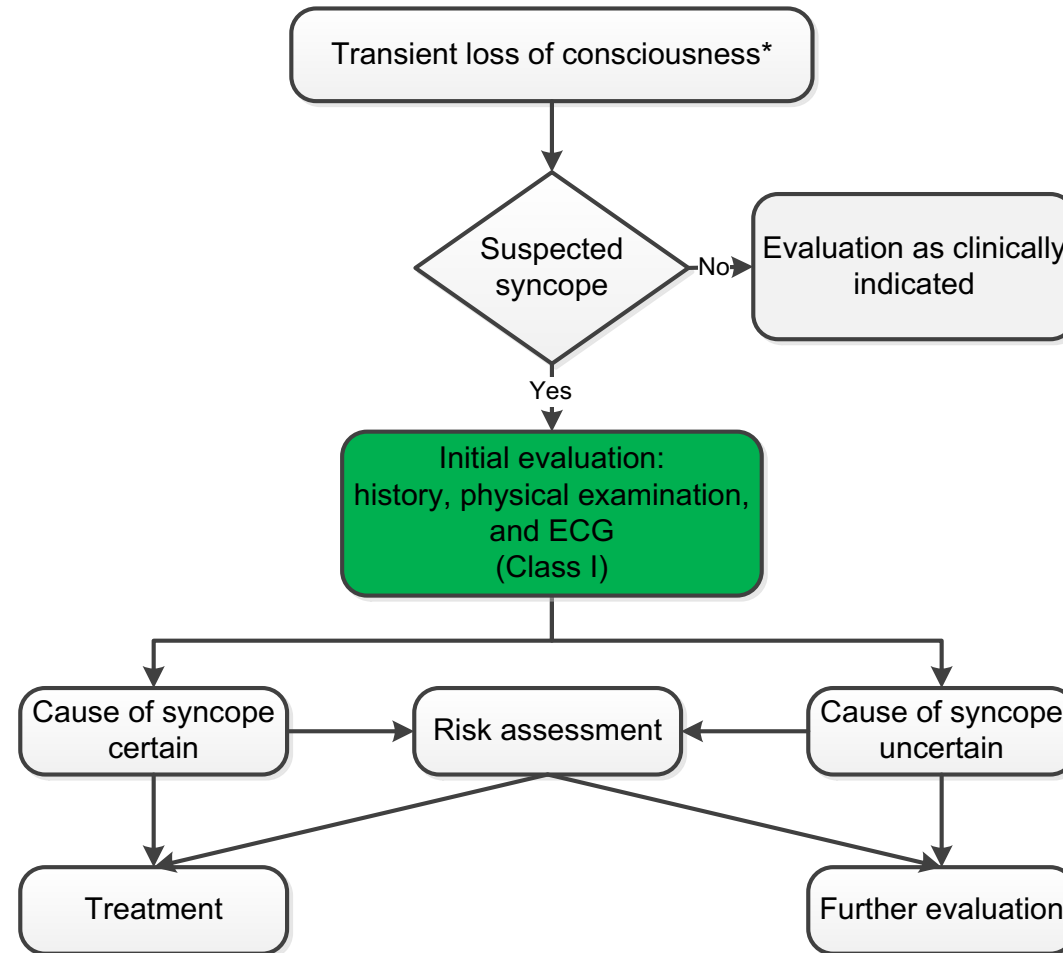 Transient loss of consciousness*
Suspected
syncope
No
Evaluation as clinically
indicated
Yes
Initial evaluation:
history, physical examination,
and ECG
(Class I)
Cause of syncope
certain
Risk assessment
Cause of syncope
uncertain
Treatment
Further evaluation